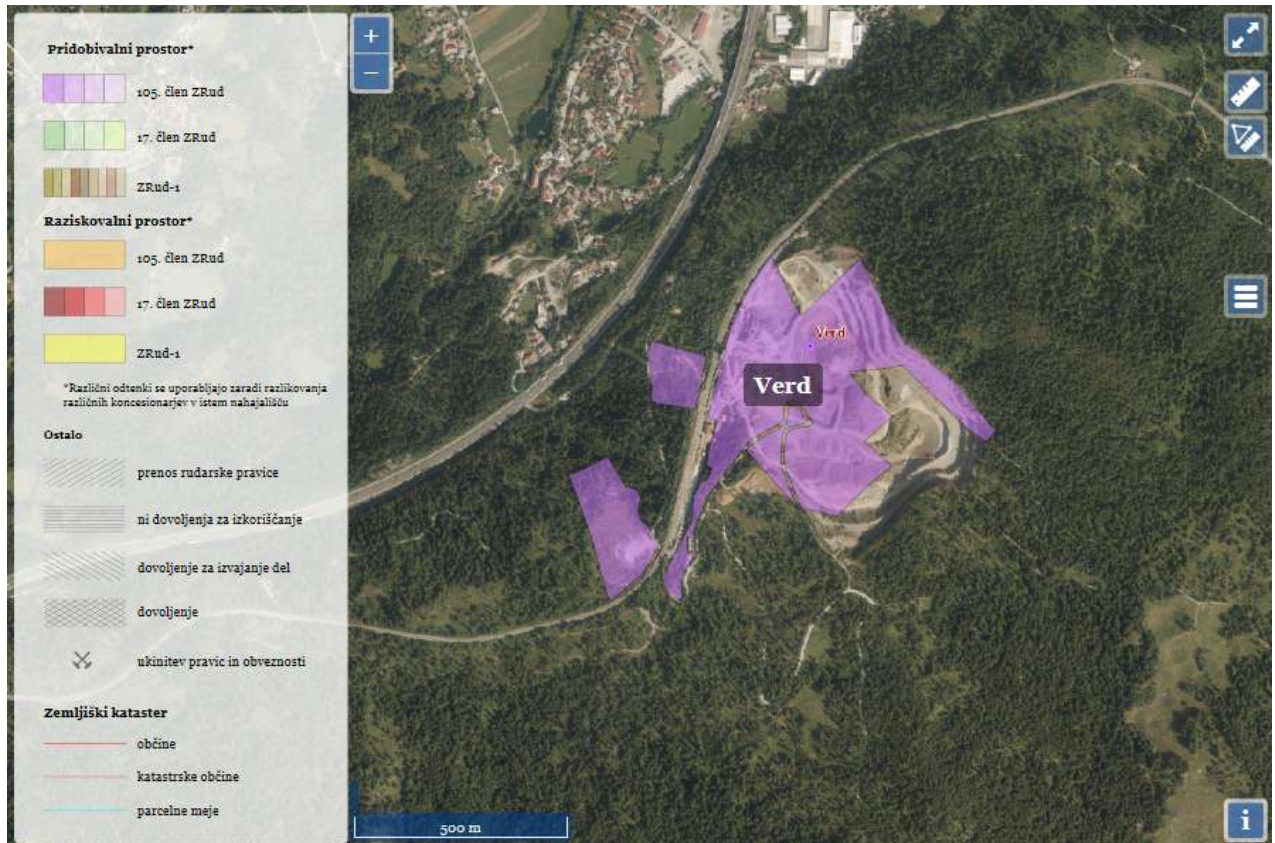 Pridobivalni prostor*
105. člen ZRud
17. člen ZRud
ZRud-1
Raziskovalni prostor*
105. člen ZRud
17. člen ZRud
ZRud-1
*Različni odtenki se uporabljajo zaradi razlikovanja
različnih koncesionarjev v istem nahajališču
Ostalo
prenos rudarske pravice
ni dovoljenja za izkoriščanje
dovoljenje za izvajanje del
dovoljenje
ukinitev pravic in obveznosti
Zemljiški kataster
občine
katastrske občine
parcelne meje
+
−
Verd
Verd
500 m
i